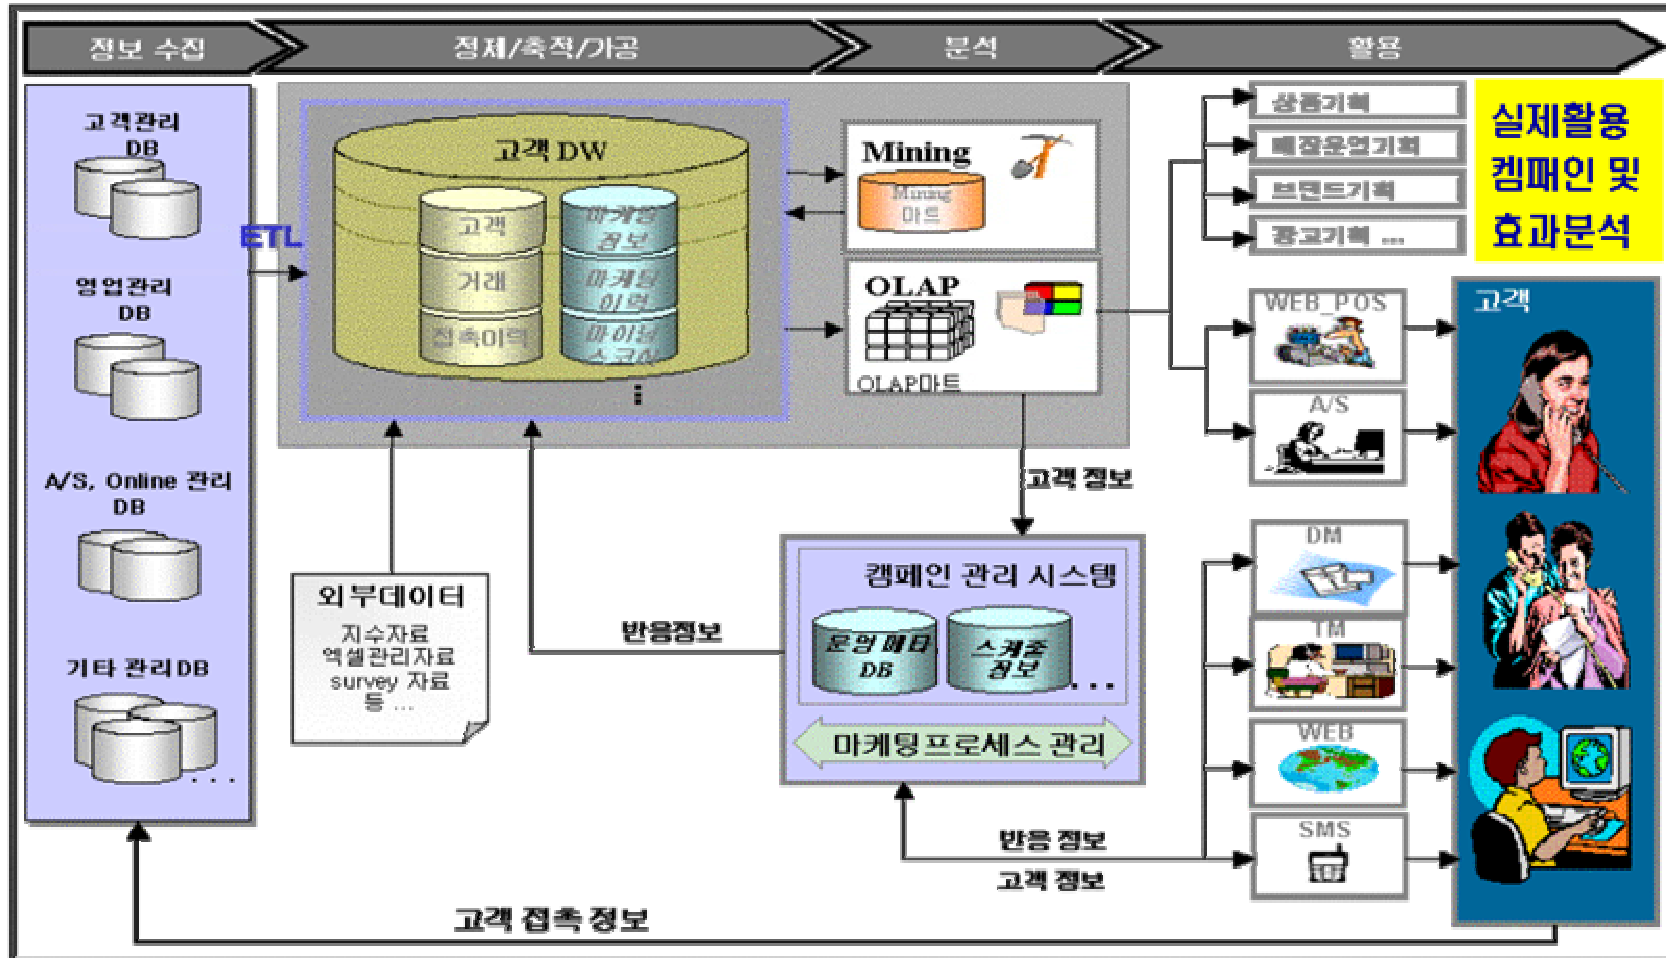 정보 수집
정제/축적/가공
분석
활용
고객관리
DB
영업관리
DB
A/S, Online 관리
DB
기타 관리 DB
. . .
ETL
고객 DW
고객
거래
접촉이력
마케팅
정보
마케팅
이력
마이닝
스코어
Mining
Mining
마트
OLAP
OLAP마트
상품기획
매장운영기획
브랜드기획
광고기획 ...
실제활용
켐패인 및
효과분석
WEB_POS
A/S
고객
고객 정보
외부데이터
지수자료
엑셀관리자료
survey 자료
등 ...
반응정보
캠페인 관리 시스템
운영 메타
DB
스케줄
정보
...
마케팅프로세스 관리
DM
TM
WEB
SMS
반응 정보
고객 정보
고객 접촉 정보